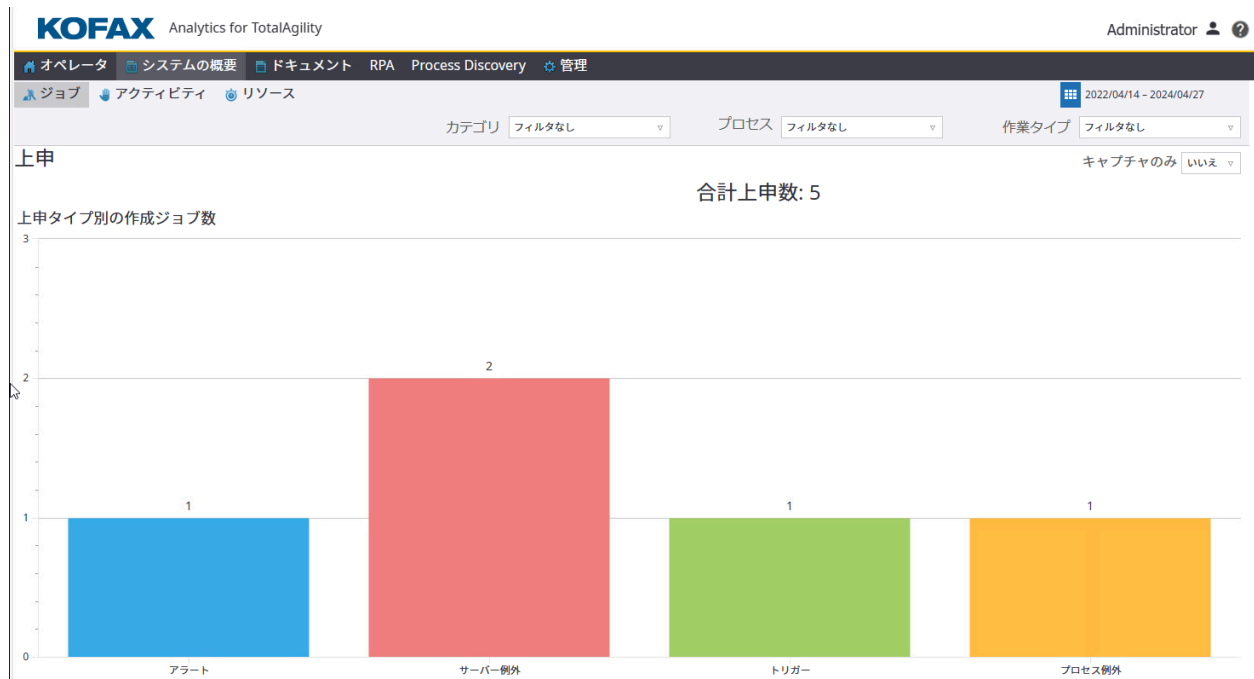 KOFAX Analytics for TotalAgility
Administrator
オペレータ システムの概要 ドキュメント RPA Process Discovery 管理
ジョブ アクティビティ リソース
2022/04/14 – 2024/04/27
カテゴリ フィルタなし プロセス フィルタなし 作業タイプ フィルタなし
上申
キャプチャのみ いいえ
合計上申数: 5
上申タイプ別の作成ジョブ数
3
2
2
1
1
1
1
0
アラート サーバー例外 トリガー プロセス例外